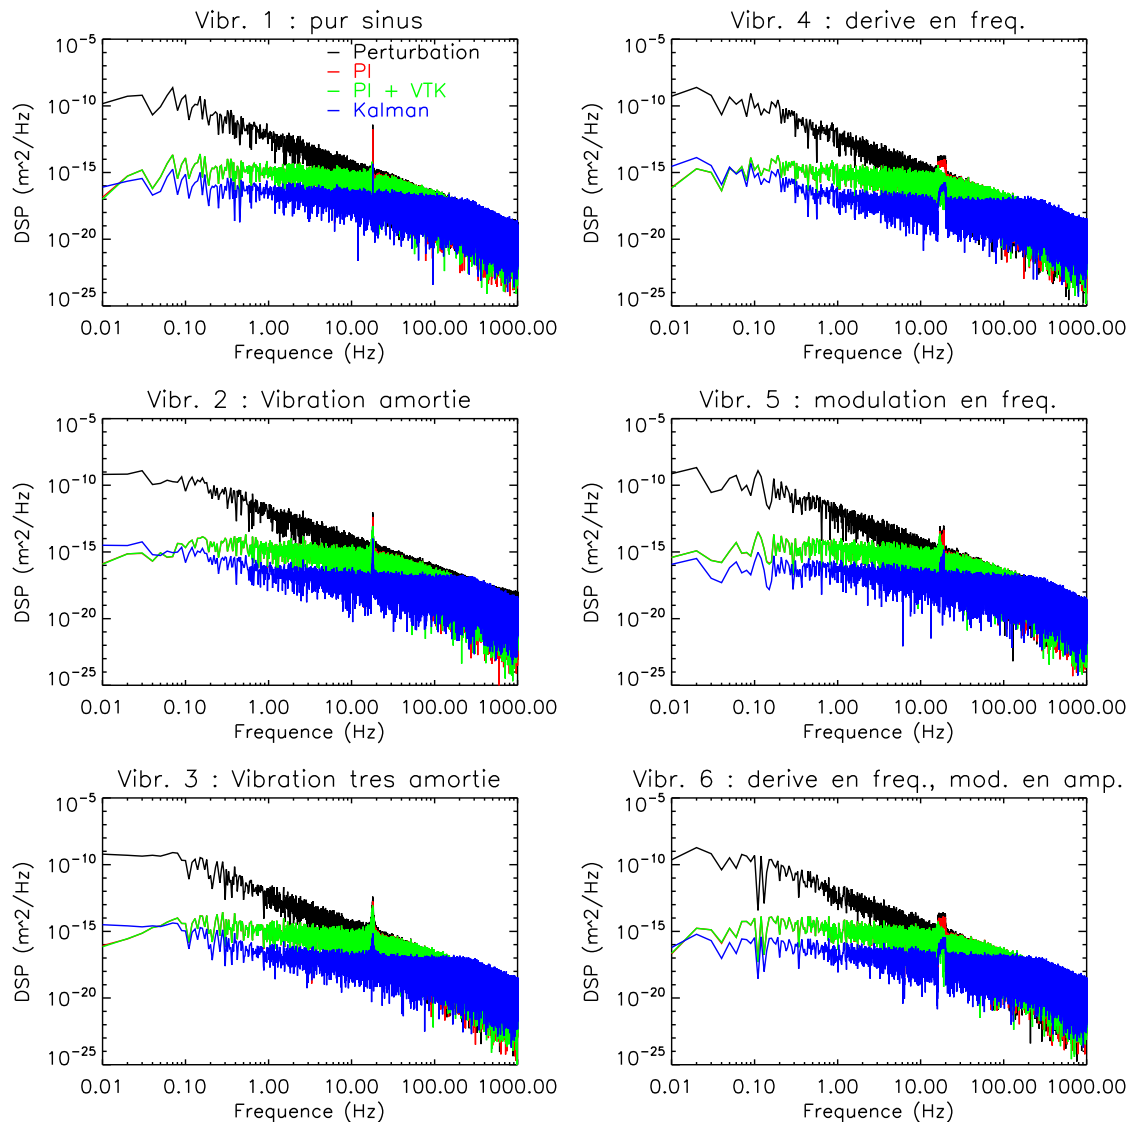 Vibr. 1 : pur sinus
10^-5
10^-10
10^-15
10^-20
10^-25
DSP (m^2/Hz)
Perturbation
PI
PI + VTK
Kalman
0.01 0.10 1.00 10.00 100.00 1000.00
Frequence (Hz)
Vibr. 4 : derive en freq.
10^-5
10^-10
10^-15
10^-20
10^-25
DSP (m^2/Hz)
0.01 0.10 1.00 10.00 100.00 1000.00
Frequence (Hz)
Vibr. 2 : Vibration amortie
10^-5
10^-10
10^-15
10^-20
10^-25
DSP (m^2/Hz)
0.01 0.10 1.00 10.00 100.00 1000.00
Frequence (Hz)
Vibr. 5 : modulation en freq.
10^-5
10^-10
10^-15
10^-20
10^-25
DSP (m^2/Hz)
0.01 0.10 1.00 10.00 100.00 1000.00
Frequence (Hz)
Vibr. 3 : Vibration tres amortie
10^-5
10^-10
10^-15
10^-20
10^-25
DSP (m^2/Hz)
0.01 0.10 1.00 10.00 100.00 1000.00
Frequence (Hz)
Vibr. 6 : derive en freq., mod. en amp.
10^-5
10^-10
10^-15
10^-20
10^-25
DSP (m^2/Hz)
0.01 0.10 1.00 10.00 100.00 1000.00
Frequence (Hz)